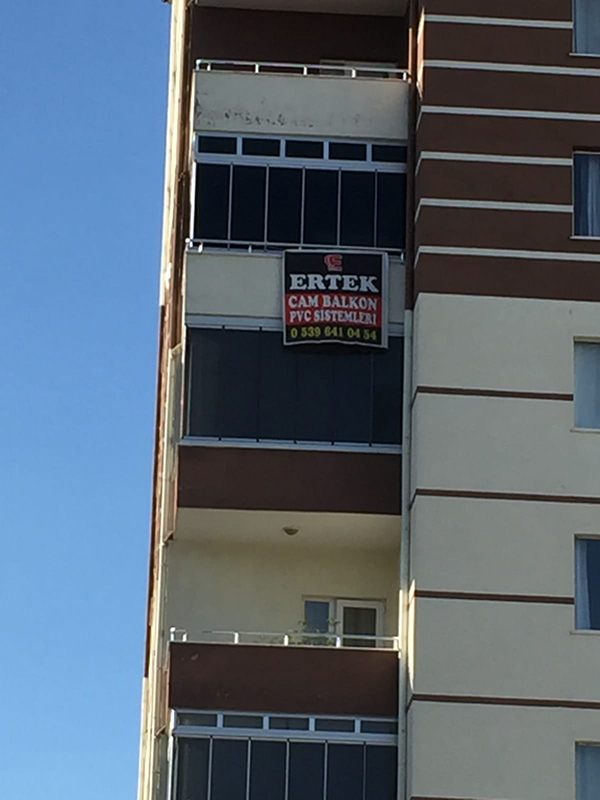 ERTEK
CAM BALKON
PVC SİSTEMLERİ
0 539 641 04 54